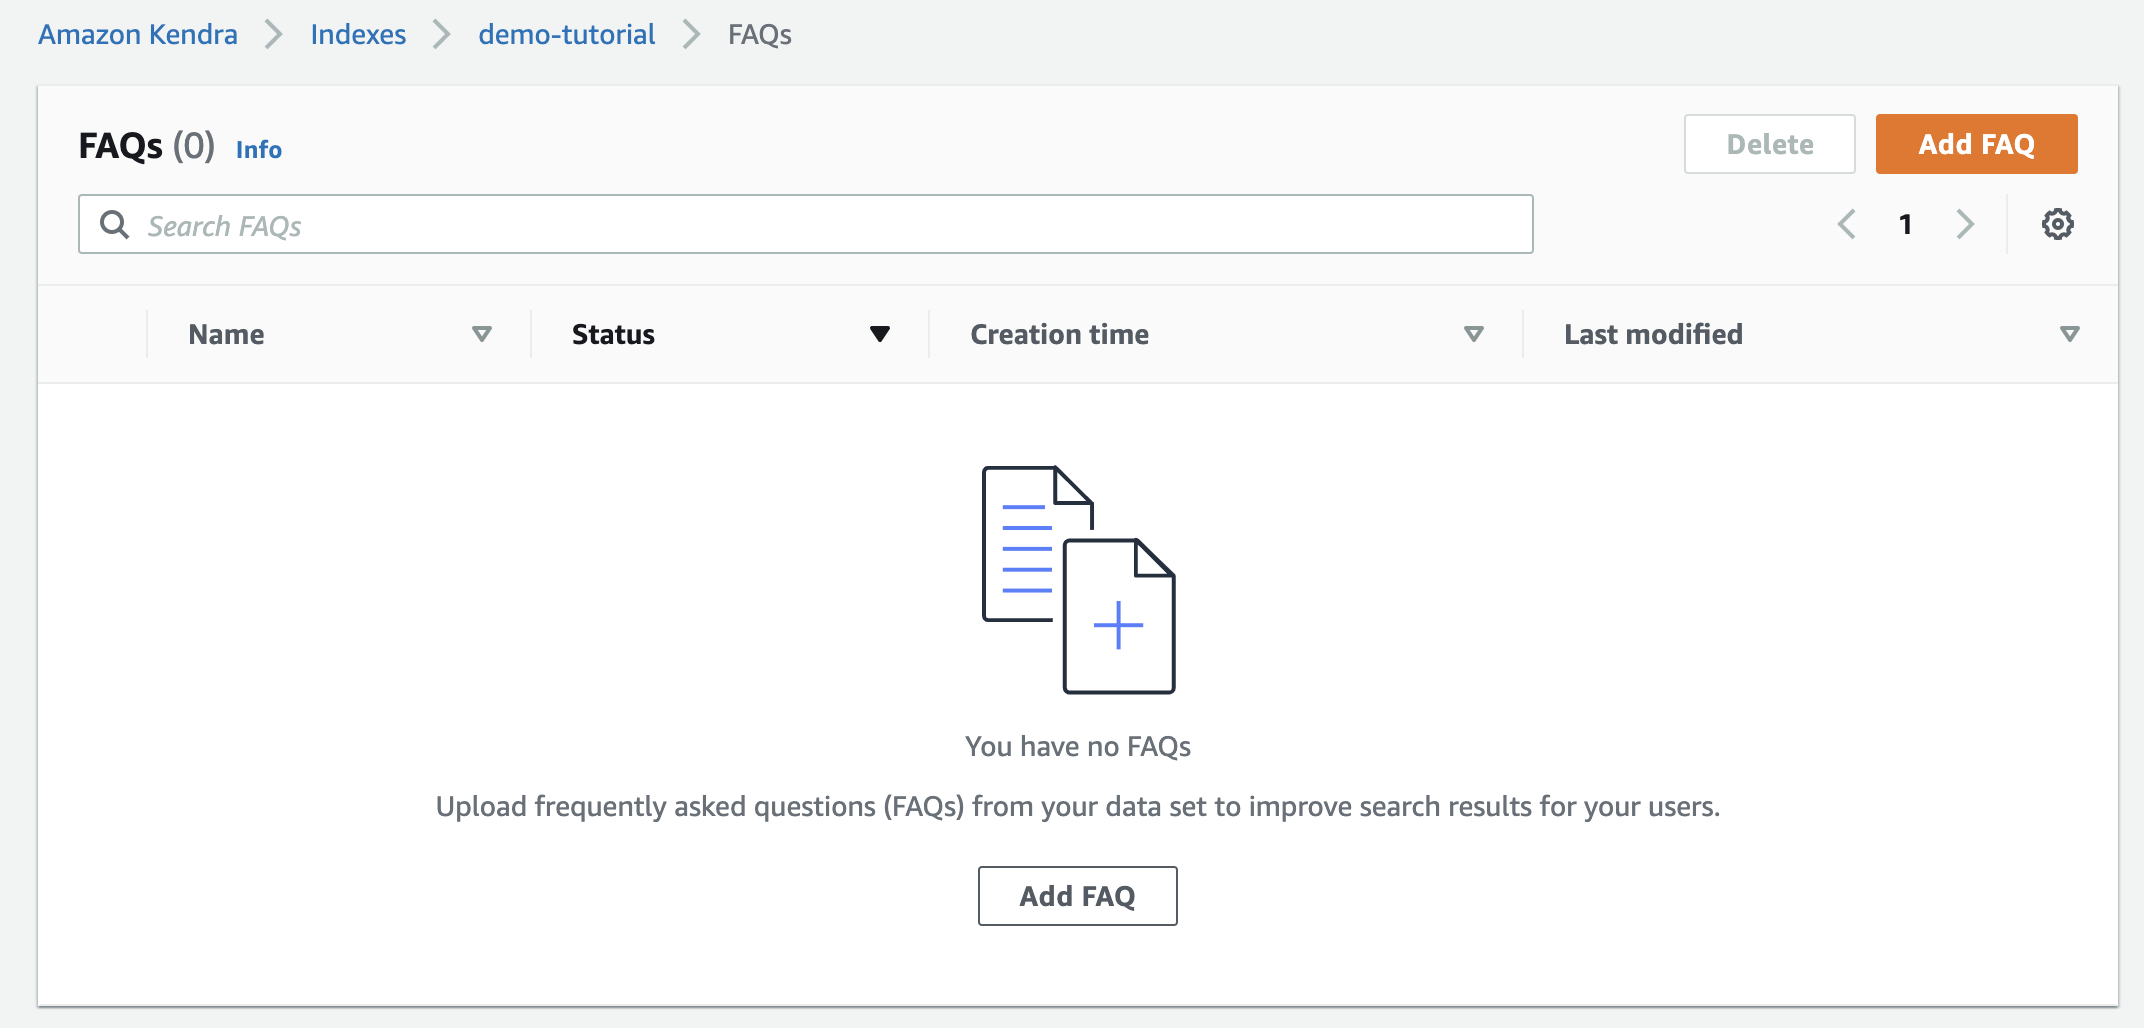 Amazon Kendra Indexes demo-tutorial FAQs
FAQs (0) Info Delete Add FAQ
Search FAQs 1
Name Status Creation time Last modified
You have no FAQs
Upload frequently asked questions (FAQs) from your data set to improve search results for your users.
Add FAQ